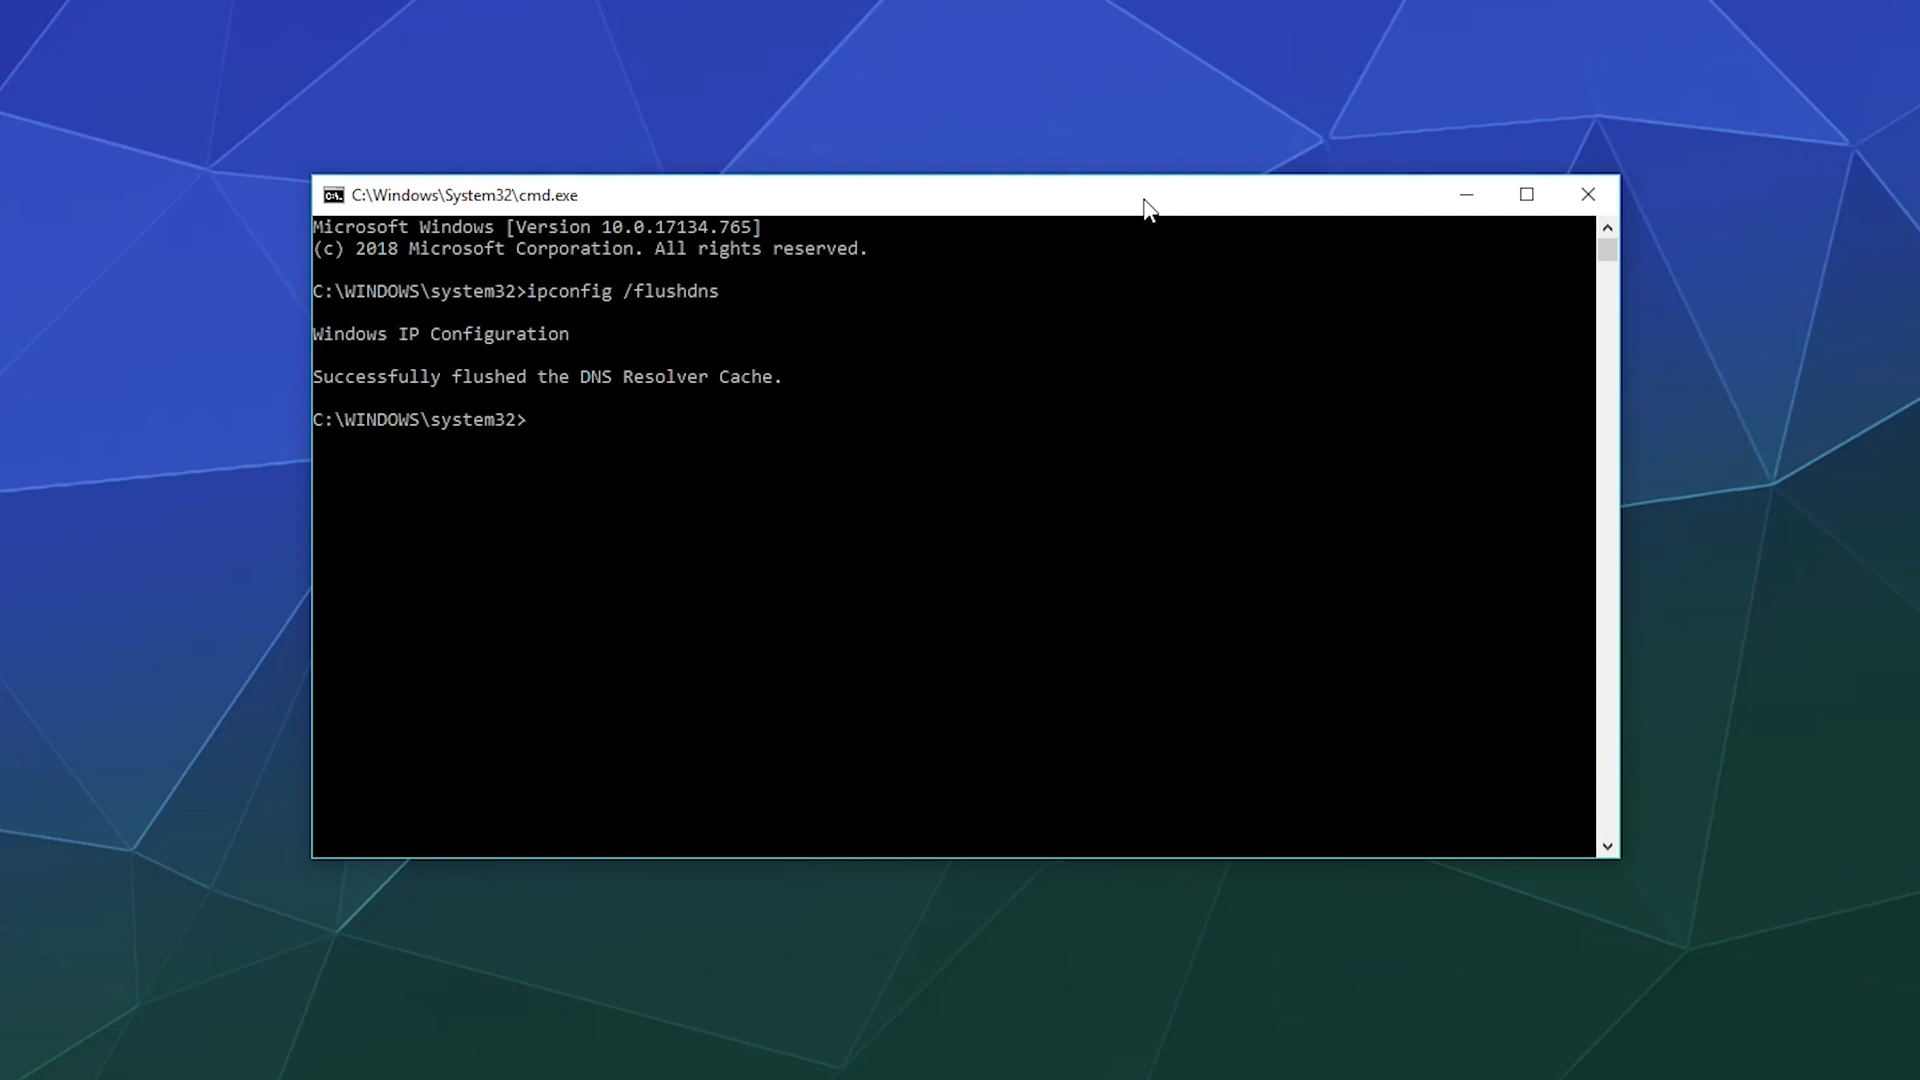 C:\Windows\System32\cmd.exe
Microsoft Windows [Version 10.0.17134.765]
(c) 2018 Microsoft Corporation. All rights reserved.
C:\WINDOWS\system32>ipconfig /flushdns
Windows IP Configuration
Successfully flushed the DNS Resolver Cache.
C:\WINDOWS\system32>